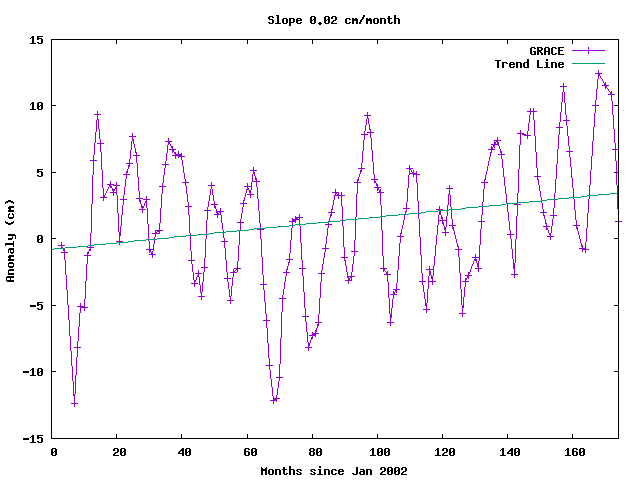 Slope 0.02 cm/month
GRACE
Trend Line
15
10
5
0
-5
-10
-15
Anomaly (cm)
0 20 40 60 80 100 120 140 160
Months since Jan 2002